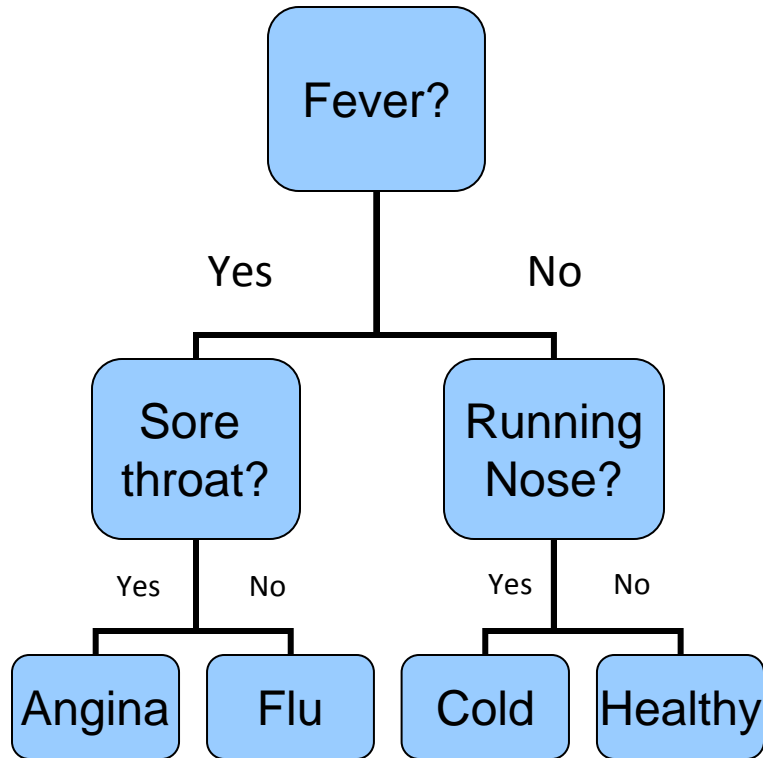 Fever?
Yes
No
Sore
throat?
Running
Nose?
Yes
No
Yes
No
Angina
Flu
Cold
Healthy